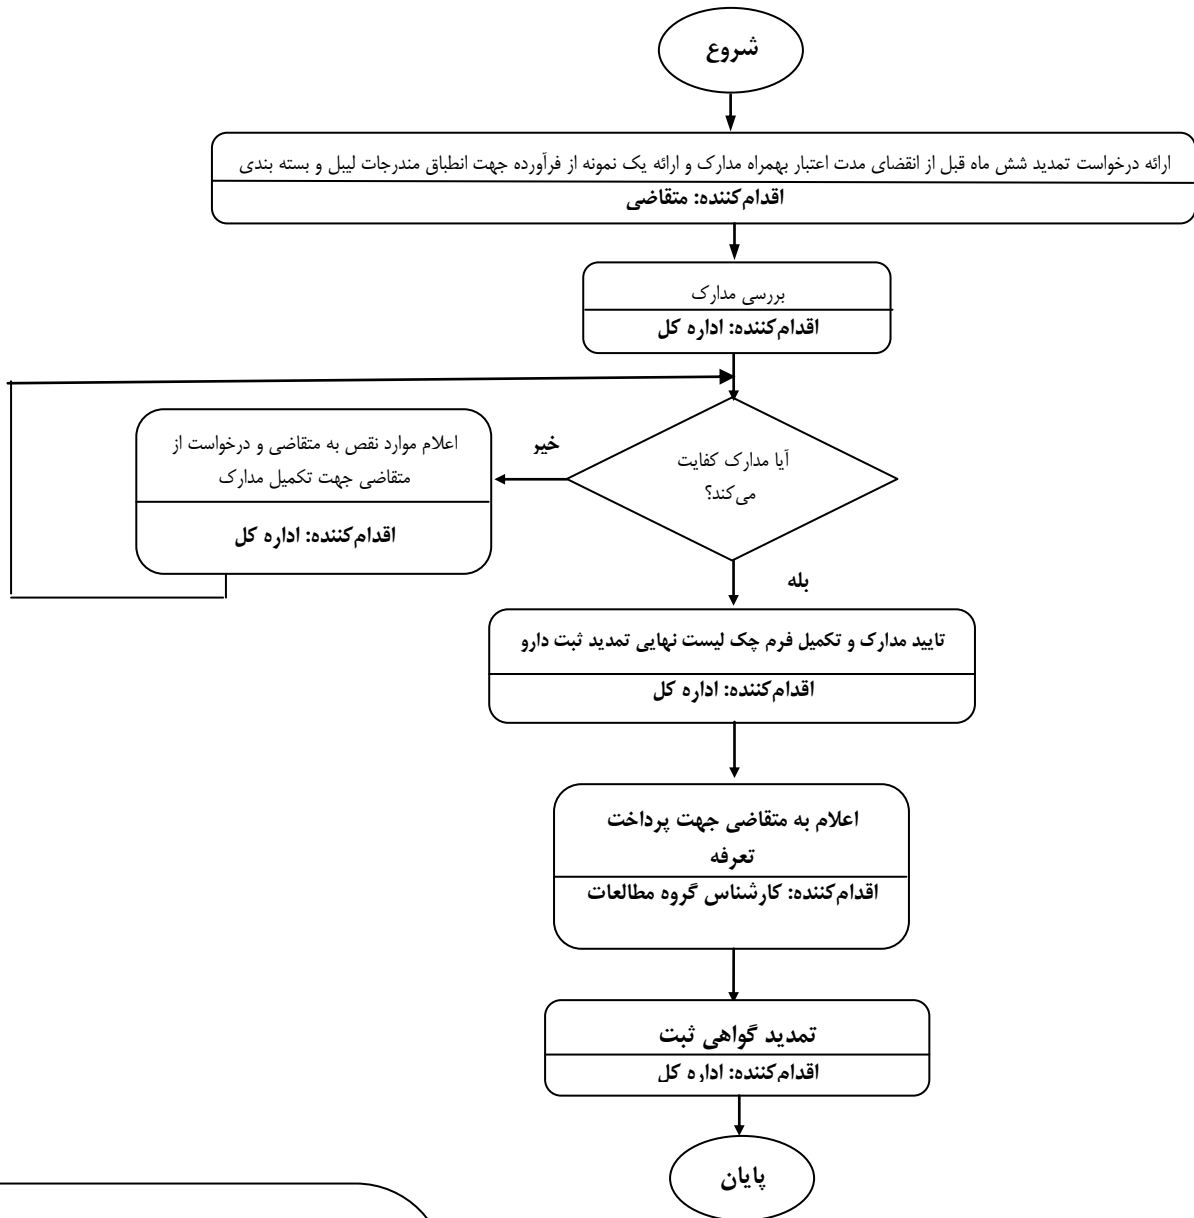 شروع
ارائه درخواست تمدید شش ماه قبل از انقضای مدت اعتبار بهمراه مدارک و ارائه یک نمونه از فرآورده جهت انطباق مندرجات لیبل و بسته بندی
اقدام‌کننده: متقاضی
بررسی مدارک
اقدام‌کننده: اداره کل
آیا مدارک کفایت
می‌کند؟
خیر
اعلام موارد نقص به متقاضی و درخواست از
متقاضی جهت تکمیل مدارک
اقدام‌کننده: اداره کل
بله
تایید مدارک و تکمیل فرم چک لیست نهایی تمدید ثبت دارو
اقدام‌کننده: اداره کل
اعلام به متقاضی جهت پرداخت
تعرفه
اقدام‌کننده: کارشناس گروه مطالعات
تمدید گواهی ثبت
اقدام‌کننده: اداره کل
پایان